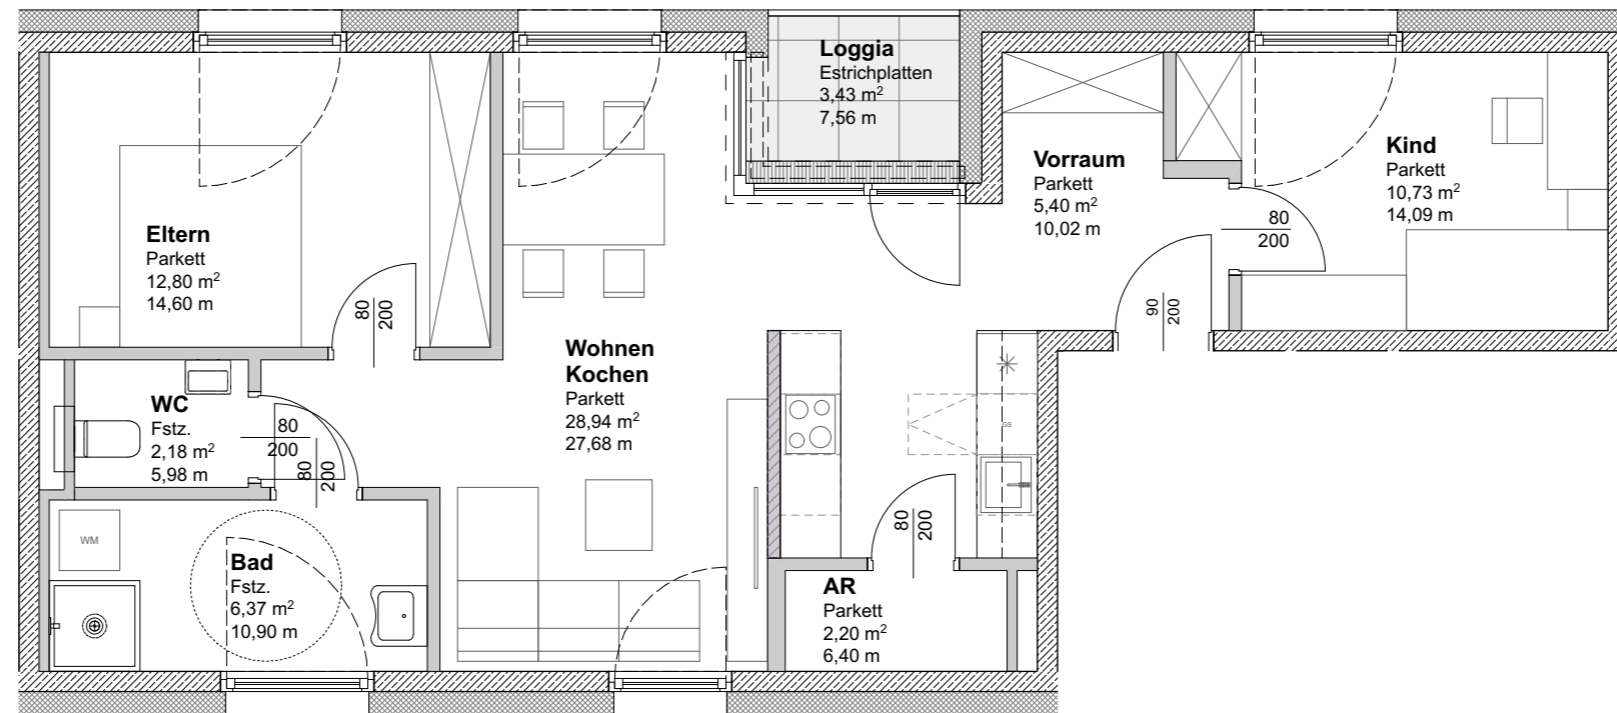 Loggia
Estrichplatten
3,43 m²
7,56 m
Vorraum
Parkett
5,40 m²
10,02 m
Kind
Parkett
10,73 m²
14,09 m
80
200
90
200
Eltern
Parkett
12,80 m²
14,60 m
80
200
Wohnen
Kochen
Parkett
28,94 m²
27,68 m
WC
Fstz.
2,18 m²
5,98 m
80
200
80
200
GS
WM
Bad
Fstz.
6,37 m²
10,90 m
80
200
AR
Parkett
2,20 m²
6,40 m